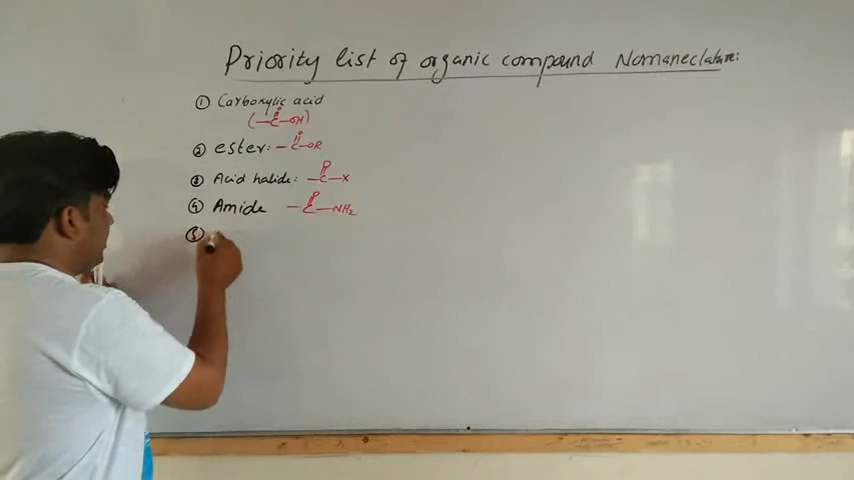 Priority list of organic compound Nomaneclature:
① Carboxylic acid
(-C-OH)
O
② ester: -C-OR
O
③ Acid halide: -C-X
O
④ Amide -C-NH₂
O
⑤